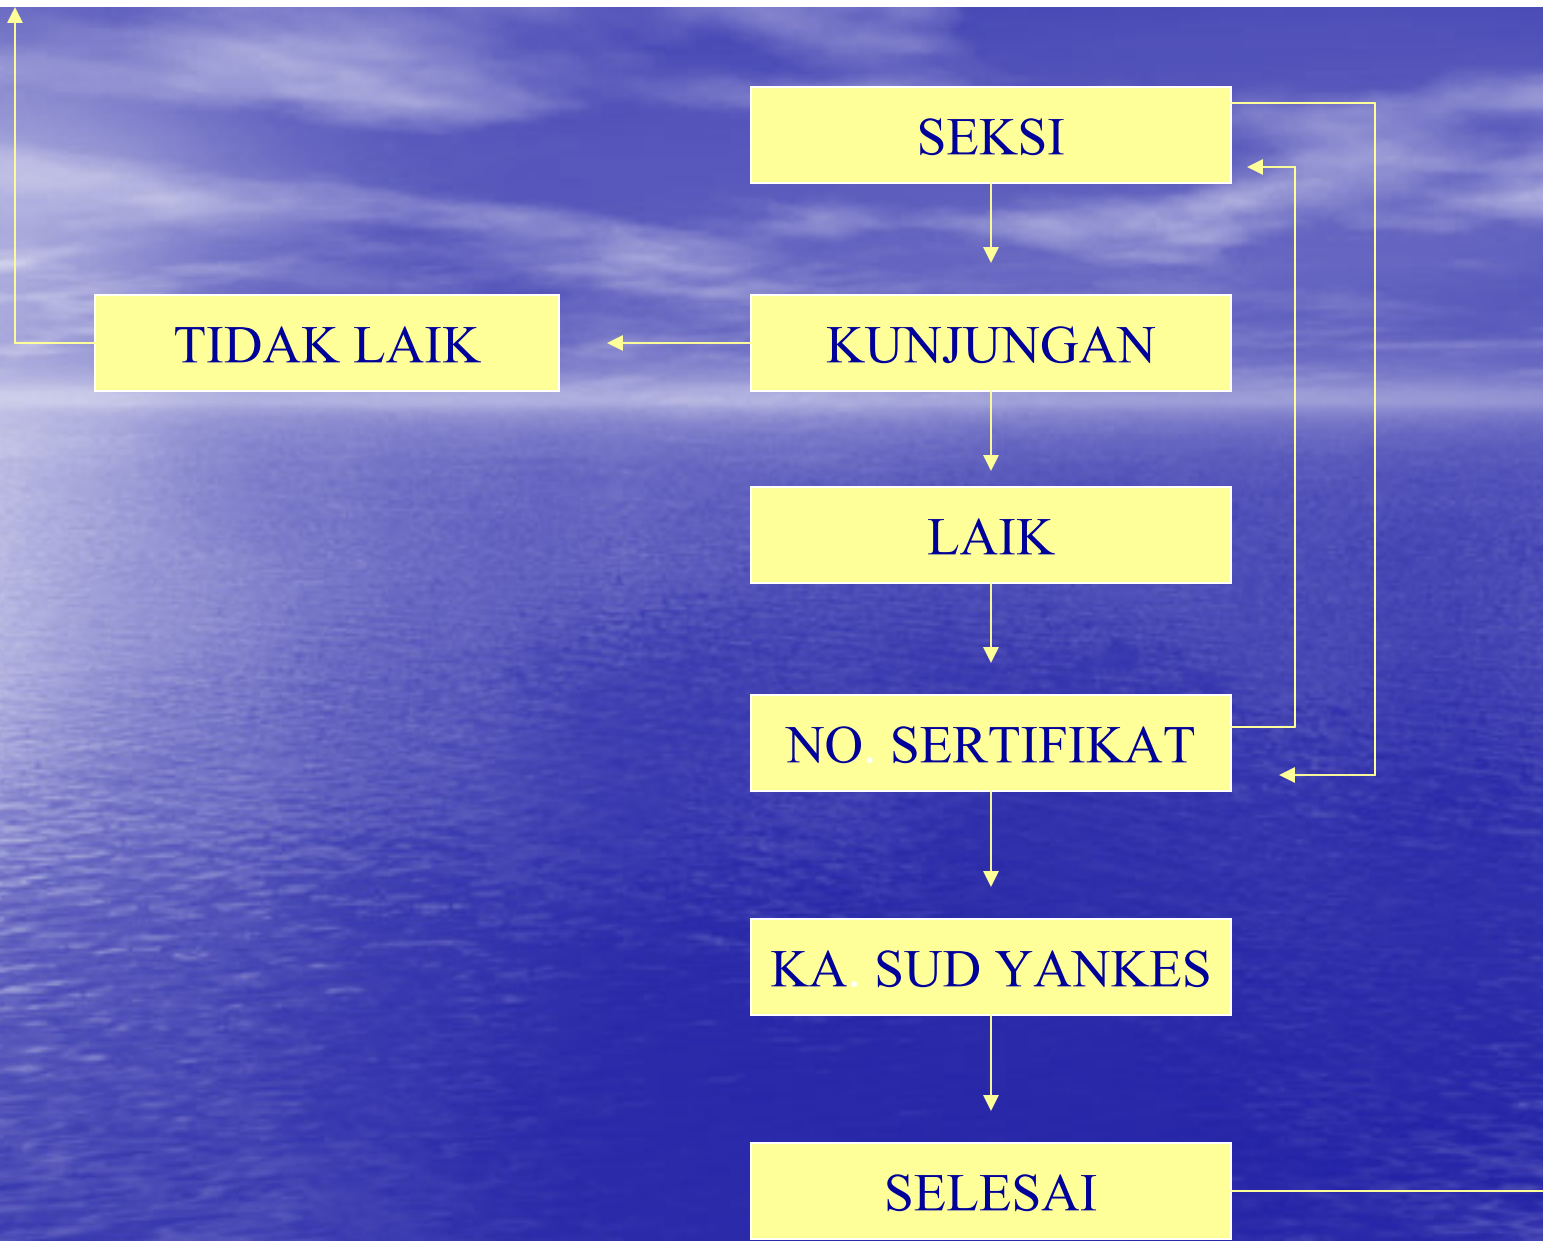 SEKSI
TIDAK LAIK
KUNJUNGAN
LAIK
NO. SERTIFIKAT
KA. SUD YANKES
SELESAI